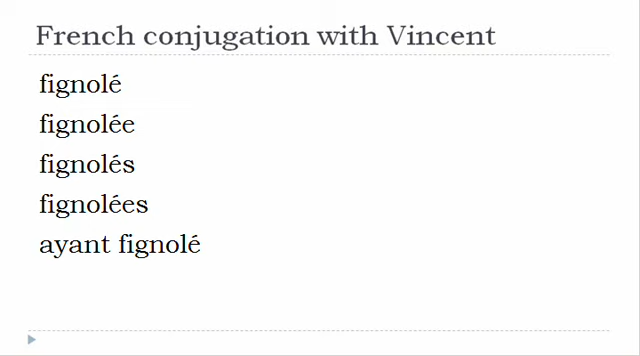 French conjugation with Vincent
fignolé
fignolée
fignolés
fignolées
ayant fignolé